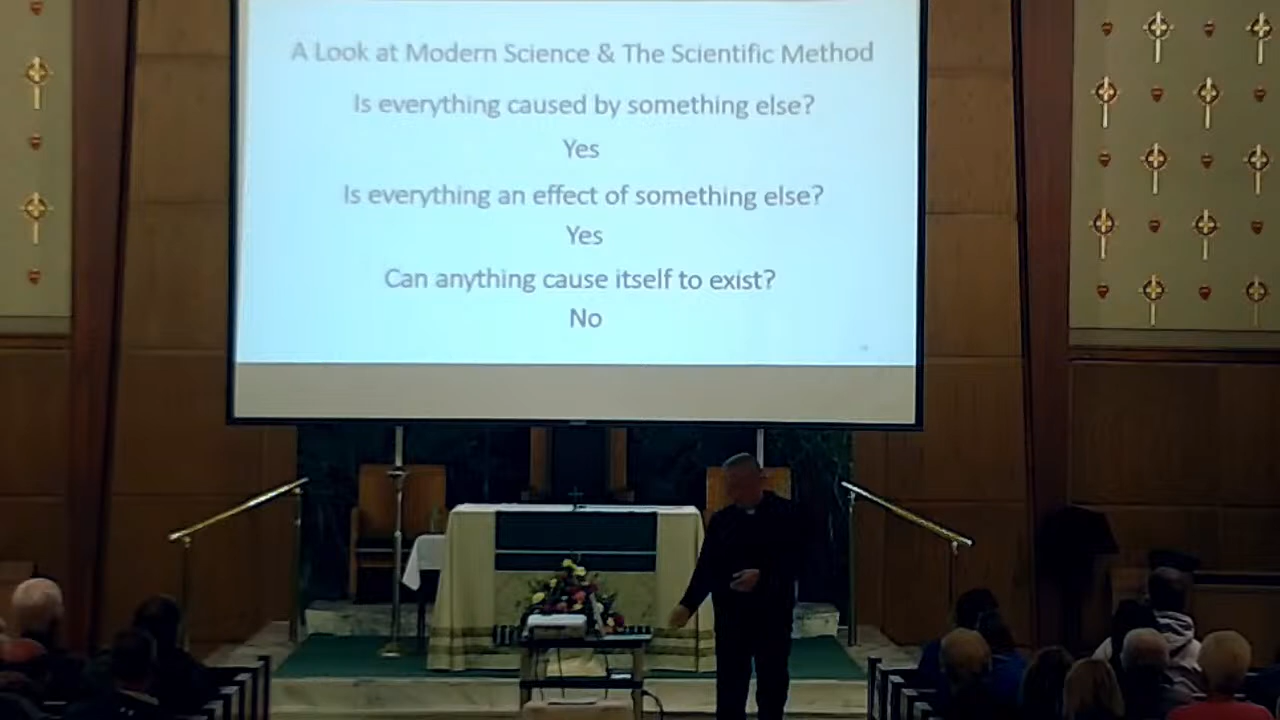 A Look at Modern Science & The Scientific Method
Is everything caused by something else?
Yes
Is everything an effect of something else?
Yes
Can anything cause itself to exist?
No